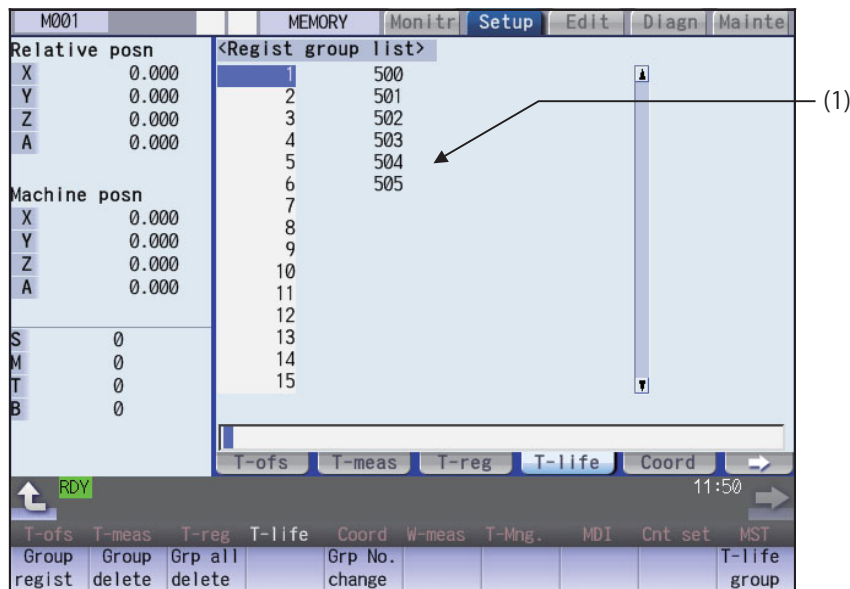 M001 MEMORY Monitr Setup Edit Diagn Mainte
Relative posn
X 0.000
Y 0.000
Z 0.000
A 0.000
Machine posn
X 0.000
Y 0.000
Z 0.000
A 0.000
S 0
M 0
T 0
B 0
<Regist group list>
1 500
2 501
3 502
4 503
5 504
6 505
7
8
9
10
11
12
13
14
15
(1)
T-ofs T-meas T-reg T-life Coord
RDY 11:50
T-ofs T-meas T-reg T-life Coord W-meas T-Mng. MDI Cnt set MST
Group Group Grp all Grp No. T-life
regist delete delete change group